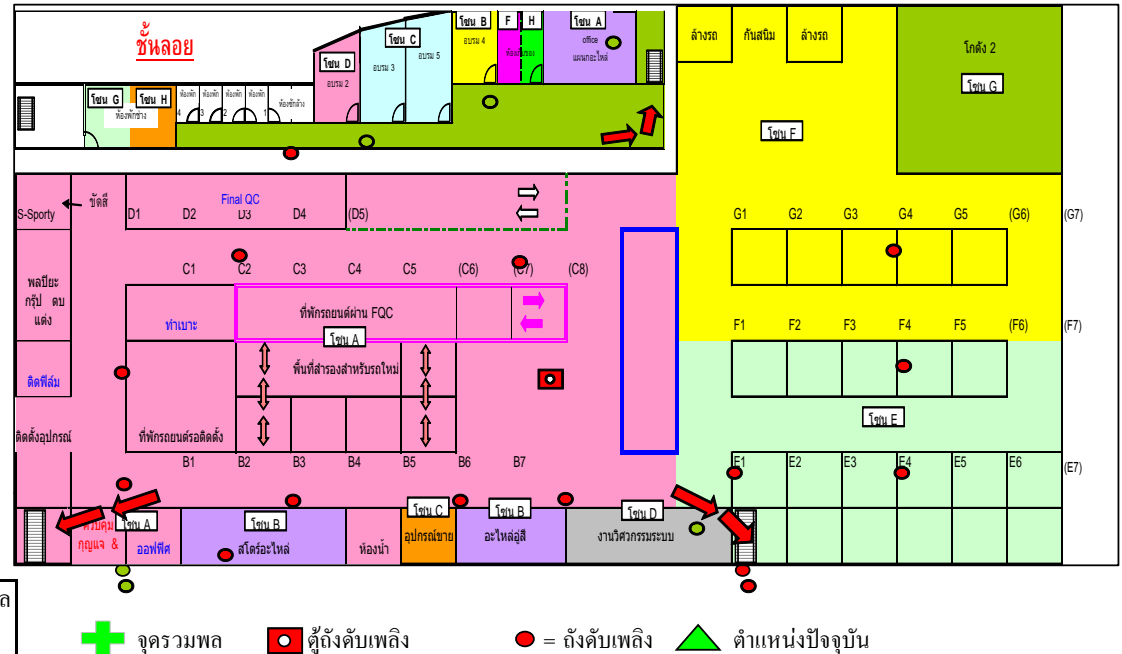 ชั้นลอย
โซน D
อบรม 2
โซน C
อบรม 3
อบรม 5
โซน B
อบรม 4
F
H
โซน A
office
แผนกอะไหล่
ล้างรถ
กันสนิม
ล้างรถ
โกดัง 2
โซน G
โซน F
โซน G
โซน H
ห้องพักช่าง
ห้องพัก 4
ห้องพัก 3
ห้องพัก 2
ห้องพัก 1
ห้องซักล้าง
S-Sporty
ขัดสี
Final QC
D1 D2 D3 D4 (D5)
G1 G2 G3 G4 G5 (G6) (G7)
C1 C2 C3 C4 C5 (C6) (C7) (C8)
พลปิยะ
กรุ๊ป ตบ
แต่ง
ทำเบาะ
ที่พักรถยนต์ผ่าน FQC
โซน A
F1 F2 F3 F4 F5 (F6) (F7)
ติดฟิล์ม
พื้นที่สำรองสำหรับรถใหม่
โซน E
ติดตั้งอุปกรณ์
ที่พักรถยนต์รอติดตั้ง
B1 B2 B3 B4 B5 B6 B7
E1 E2 E3 E4 E5 E6 (E7)
ควบคุม
กุญแจ &
โซน A
ออฟฟิศ
โซน B
สโตร์อะไหล่
ห้องน้ำ
โซน C
อุปกรณ์ขาย
โซน B
อะไหล่อู่สี
โซน D
งานวิศวกรรมระบบ
ล
จุดรวมพล
ตู้ถังดับเพลิง
= ถังดับเพลิง
ตำแหน่งปัจจุบัน